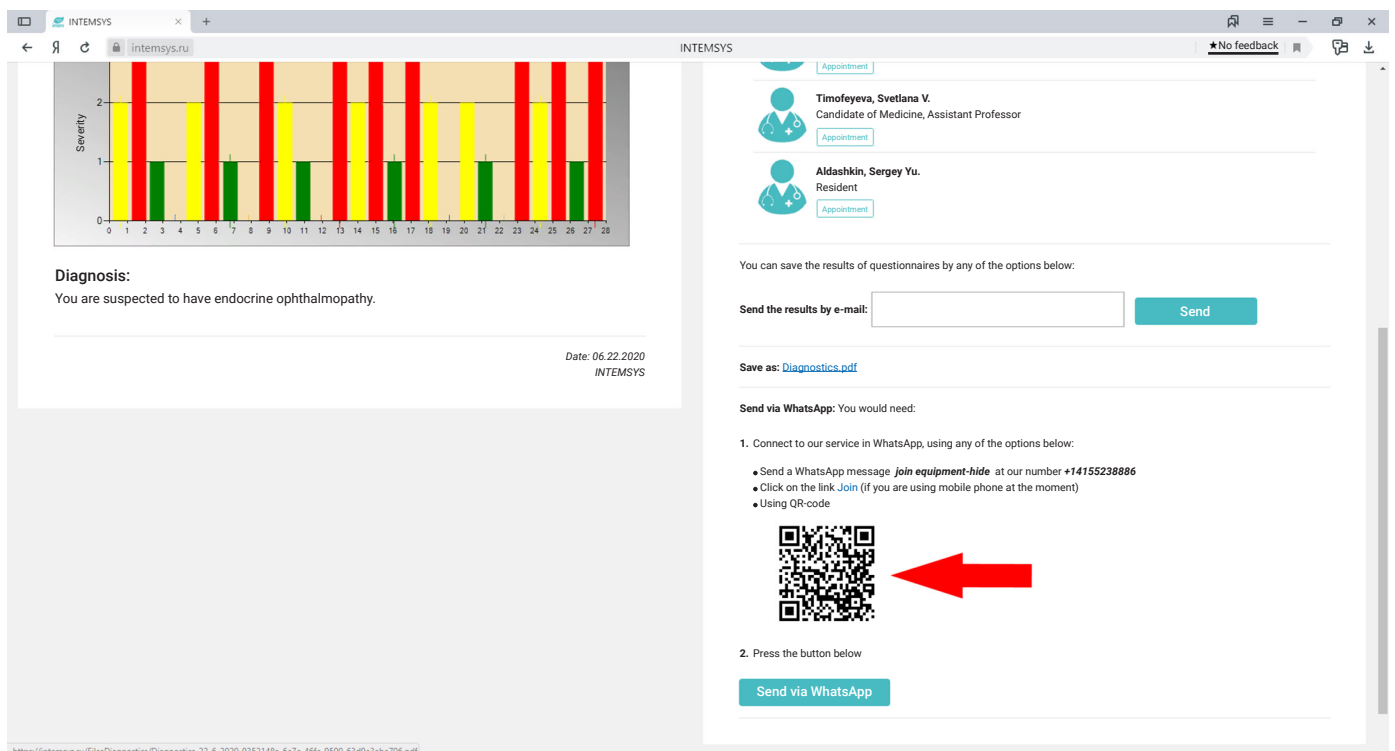 INTEMSYS
intemsys.ru
INTEMSYS
★No feedback
Severity
2
1
0
0 1 2 3 4 5 6 7 8 9 10 11 12 13 14 15 16 17 18 19 20 21 22 23 24 25 26 27 28
Diagnosis:
You are suspected to have endocrine ophthalmopathy.
Date: 06.22.2020
INTEMSYS
Appointment
Timofeyeva, Svetlana V.
Candidate of Medicine, Assistant Professor
Appointment
Aldashkin, Sergey Yu.
Resident
Appointment
You can save the results of questionnaires by any of the options below:
Send the results by e-mail:
Send
Save as: Diagnostics.pdf
Send via WhatsApp: You would need:
1. Connect to our service in WhatsApp, using any of the options below:
● Send a WhatsApp message join equipment-hide at our number +14155238886
● Click on the link Join (if you are using mobile phone at the moment)
● Using QR-code
2. Press the button below
Send via WhatsApp